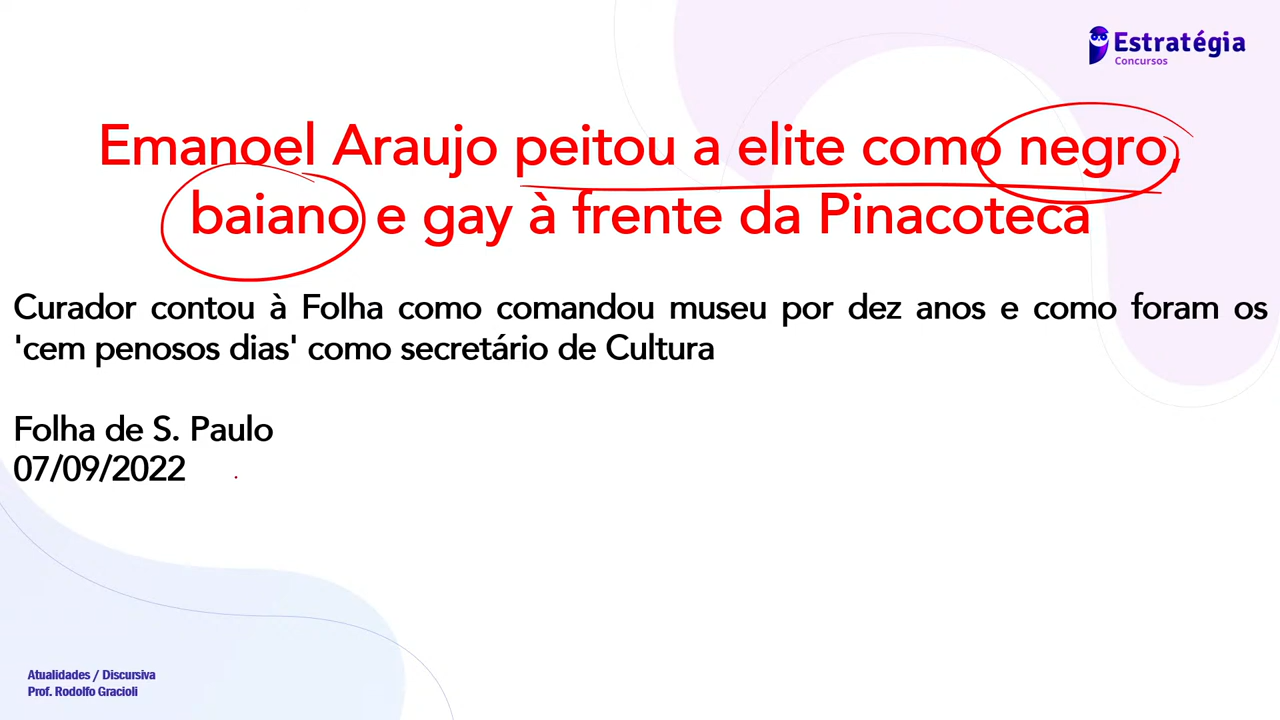 Estratégia
Concursos
Emanoel Araujo peitou a elite como negro,
baiano e gay à frente da Pinacoteca
Curador contou à Folha como comandou museu por dez anos e como foram os
'cem penosos dias' como secretário de Cultura
Folha de S. Paulo
07/09/2022
Atualidades / Discursiva
Prof. Rodolfo Gracioli